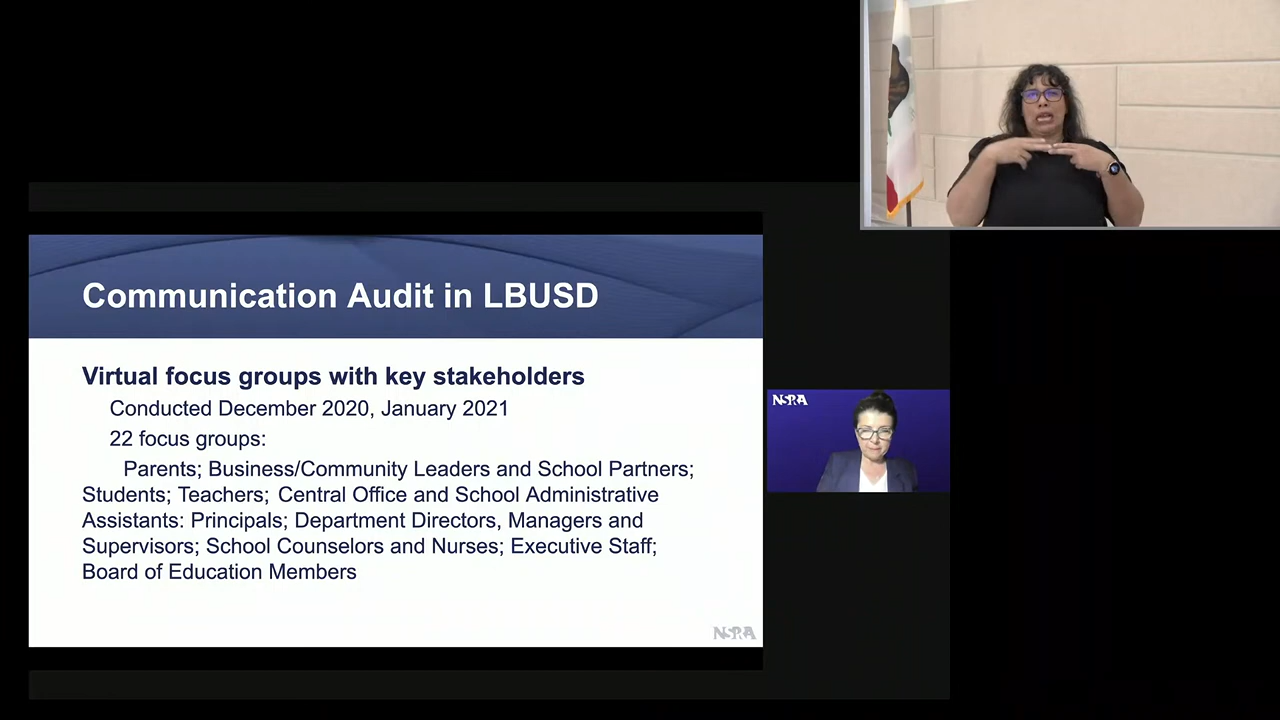 Communication Audit in LBUSD
Virtual focus groups with key stakeholders
Conducted December 2020, January 2021
22 focus groups:
Parents; Business/Community Leaders and School Partners;
Students; Teachers; Central Office and School Administrative
Assistants: Principals; Department Directors, Managers and
Supervisors; School Counselors and Nurses; Executive Staff;
Board of Education Members
NSPRA
NSPRA